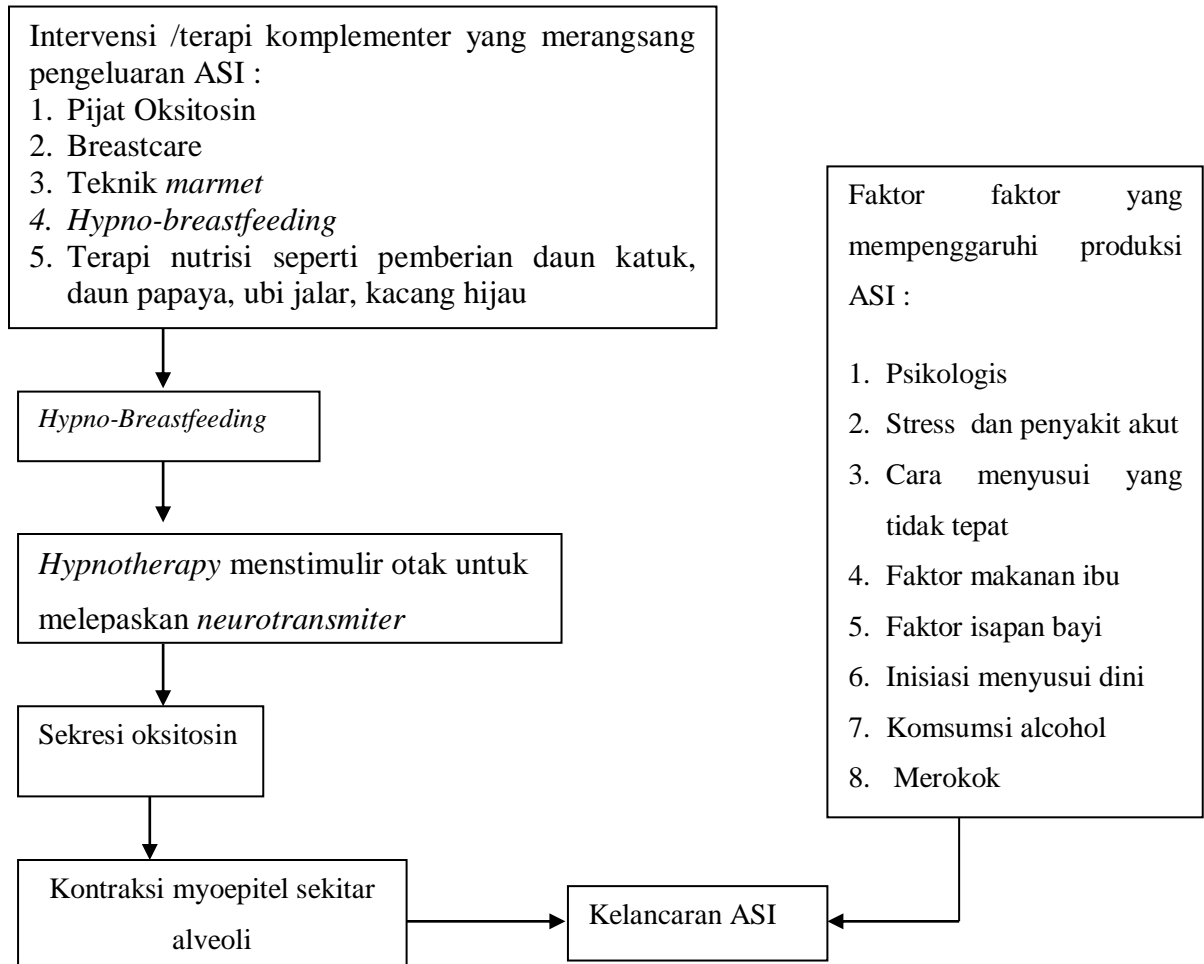 Intervensi /terapi komplementer yang merangsang
pengeluaran ASI :
1. Pijat Oksitosin
2. Breastcare
3. Teknik marmet
4. Hypno-breastfeeding
5. Terapi nutrisi seperti pemberian daun katuk,
daun papaya, ubi jalar, kacang hijau
Hypno-Breastfeeding
Hypnotherapy menstimulir otak untuk
melepaskan neurotransmiter
Sekresi oksitosin
Kontraksi myoepitel sekitar
alveoli
Kelancaran ASI
Faktor faktor yang
mempenggaruhi produksi
ASI :
1. Psikologis
2. Stress dan penyakit akut
3. Cara menyusui yang
tidak tepat
4. Faktor makanan ibu
5. Faktor isapan bayi
6. Inisiasi menyusui dini
7. Komsumsi alcohol
8. Merokok